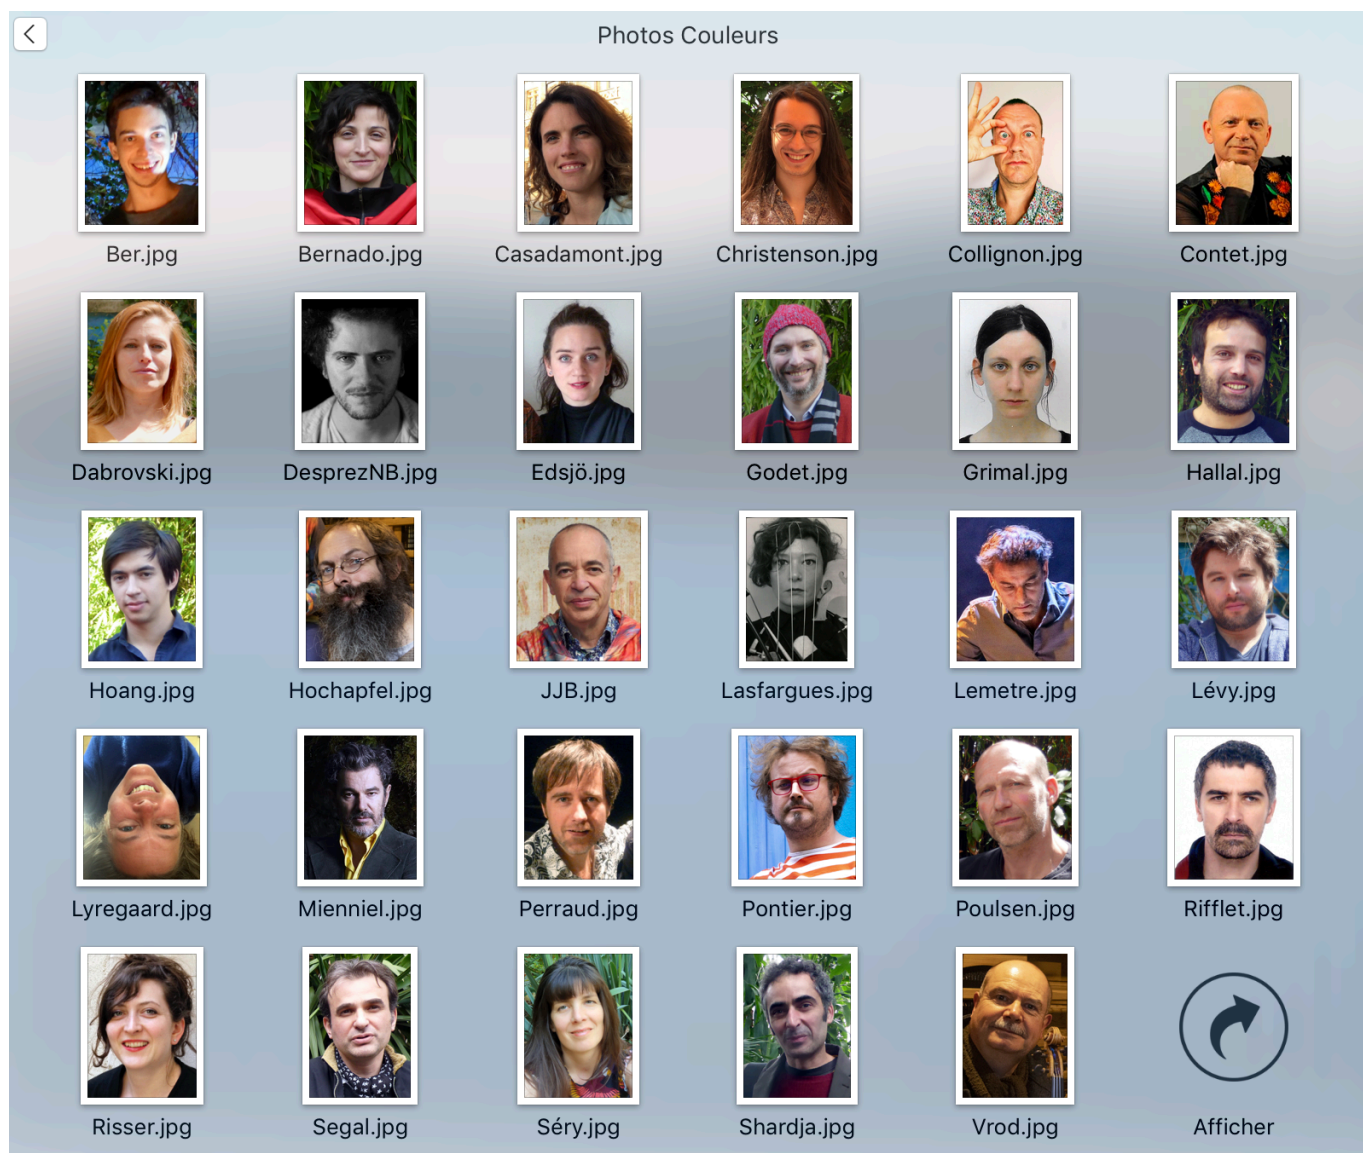 Photos Couleurs
Ber.jpg
Bernado.jpg
Casadamont.jpg
Christenson.jpg
Collignon.jpg
Contet.jpg
Dabrovski.jpg
DesprezNB.jpg
Edsjö.jpg
Godet.jpg
Grimal.jpg
Hallal.jpg
Hoang.jpg
Hochapfel.jpg
JJB.jpg
Lasfargues.jpg
Lemetre.jpg
Lévy.jpg
Lyregaard.jpg
Mienniel.jpg
Perraud.jpg
Pontier.jpg
Poulsen.jpg
Rifflet.jpg
Risser.jpg
Segal.jpg
Séry.jpg
Shardja.jpg
Vrod.jpg
Afficher